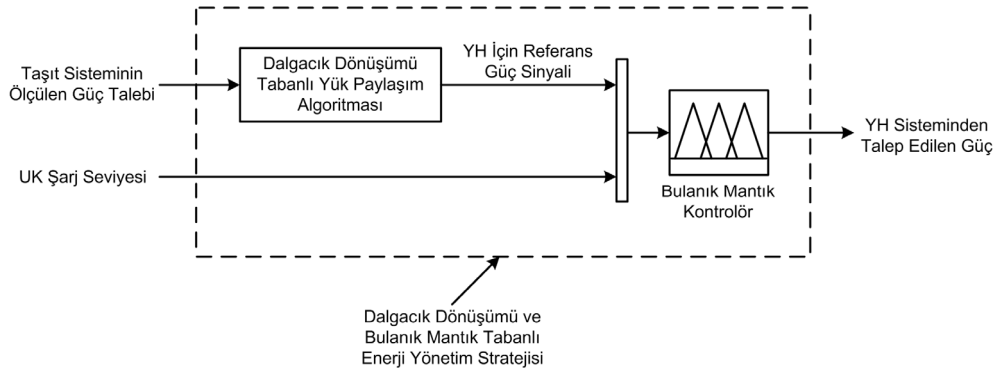 Taşıt Sisteminin
Ölçülen Güç Talebi
Dalgacık Dönüşümü
Tabanlı Yük Paylaşım
Algoritması
YH İçin Referans
Güç Sinyali
UK Şarj Seviyesi
Bulanık Mantık
Kontrolör
YH Sisteminden
Talep Edilen Güç
Dalgacık Dönüşümü ve
Bulanık Mantık Tabanlı
Enerji Yönetim Stratejisi